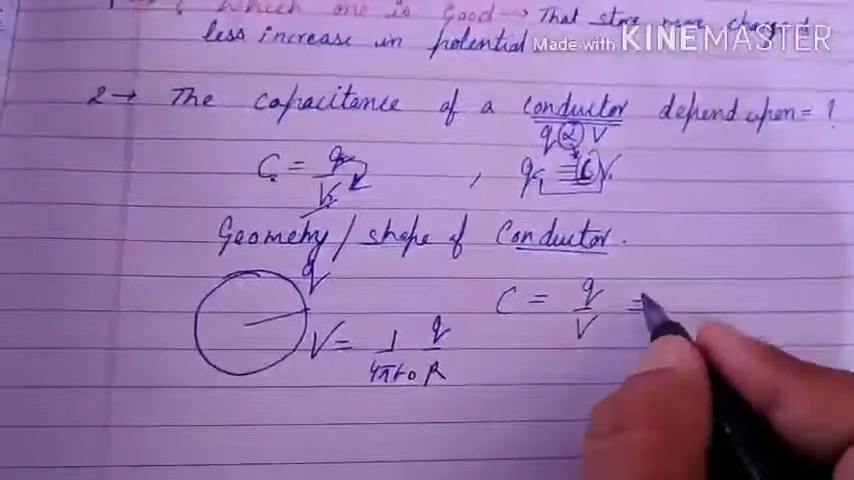 which one is good → That store more charge &
less increase in potential
Made with KINEMASTER
2 → The capacitance of a conductor depend upon = ?
q α V
C = q/V , q = CV
Geometry / shape of Conductor.
q
C = q/V =
V = 1/4πϵ0 q/R